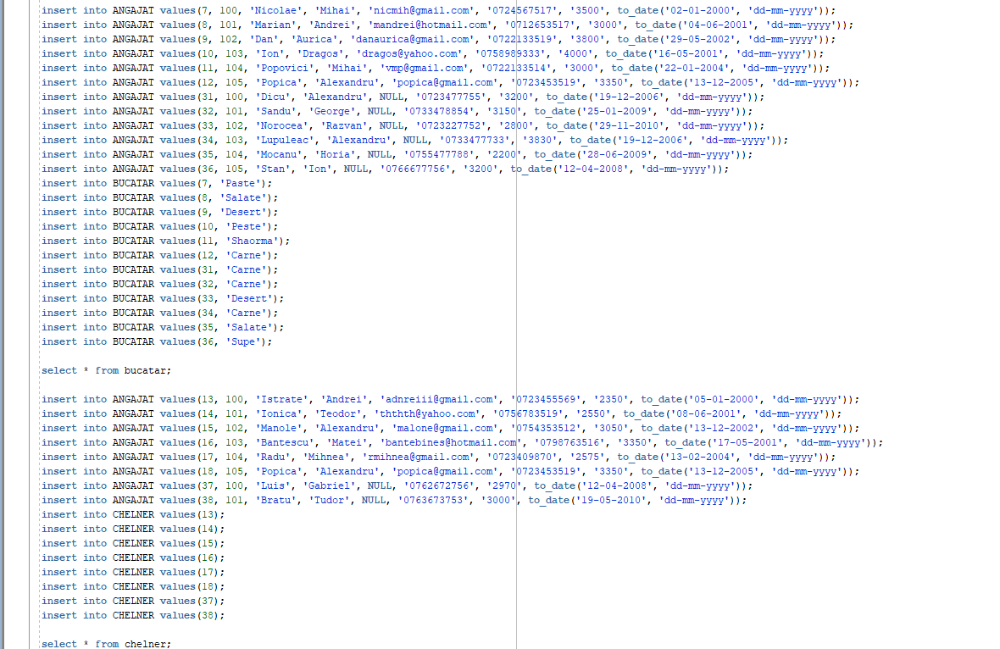 insert into ANGAJAT values(7, 100, 'Nicolae', 'Mihai', 'nicmih@gmail.com', '0724567517', '3500', to_date('02-01-2000', 'dd-mm-yyyy'));
insert into ANGAJAT values(8, 101, 'Marian', 'Andrei', 'mandrei@hotmail.com', '0712653517', '3000', to_date('04-06-2001', 'dd-mm-yyyy'));
insert into ANGAJAT values(9, 102, 'Dan', 'Aurica', 'danaurica@gmail.com', '0722133519', '3800', to_date('29-05-2002', 'dd-mm-yyyy'));
insert into ANGAJAT values(10, 103, 'Ion', 'Dragos', 'dragos@yahoo.com', '0758989333', '4000', to_date('16-05-2001', 'dd-mm-yyyy'));
insert into ANGAJAT values(11, 104, 'Popovici', 'Mihai', 'vmp@gmail.com', '0722133514', '3000', to_date('22-01-2004', 'dd-mm-yyyy'));
insert into ANGAJAT values(12, 105, 'Popica', 'Alexandru', 'popica@gmail.com', '0723453519', '3350', to_date('13-12-2005', 'dd-mm-yyyy'));
insert into ANGAJAT values(31, 100, 'Dicu', 'Alexandru', NULL, '0723477755', '3200', to_date('19-12-2006', 'dd-mm-yyyy'));
insert into ANGAJAT values(32, 101, 'Sandu', 'George', NULL, '0733478854', '3150', to_date('25-01-2009', 'dd-mm-yyyy'));
insert into ANGAJAT values(33, 102, 'Norocea', 'Razvan', NULL, '0723227752', '2800', to_date('29-11-2010', 'dd-mm-yyyy'));
insert into ANGAJAT values(34, 103, 'Lupuleac', 'Alexandru', NULL, '0733477733', '3830', to_date('19-12-2006', 'dd-mm-yyyy'));
insert into ANGAJAT values(35, 104, 'Mocanu', 'Horia', NULL, '0755477788', '2200', to_date('28-06-2009', 'dd-mm-yyyy'));
insert into ANGAJAT values(36, 105, 'Stan', 'Ion', NULL, '0766677756', '3200', to_date('12-04-2008', 'dd-mm-yyyy'));
insert into BUCATAR values(7, 'Paste');
insert into BUCATAR values(8, 'Salate');
insert into BUCATAR values(9, 'Desert');
insert into BUCATAR values(10, 'Peste');
insert into BUCATAR values(11, 'Shaorma');
insert into BUCATAR values(12, 'Carne');
insert into BUCATAR values(31, 'Carne');
insert into BUCATAR values(32, 'Carne');
insert into BUCATAR values(33, 'Desert');
insert into BUCATAR values(34, 'Carne');
insert into BUCATAR values(35, 'Salate');
insert into BUCATAR values(36, 'Supe');
select * from bucatar;
insert into ANGAJAT values(13, 100, 'Istrate', 'Andrei', 'adnreiii@gmail.com', '0723455569', '2350', to_date('05-01-2000', 'dd-mm-yyyy'));
insert into ANGAJAT values(14, 101, 'Ionica', 'Teodor', 'ththth@yahoo.com', '0756783519', '2550', to_date('08-06-2001', 'dd-mm-yyyy'));
insert into ANGAJAT values(15, 102, 'Manole', 'Alexandru', 'malone@gmail.com', '0754353512', '3050', to_date('13-12-2002', 'dd-mm-yyyy'));
insert into ANGAJAT values(16, 103, 'Bantescu', 'Matei', 'bantebines@hotmail.com', '0798763516', '3350', to_date('17-05-2001', 'dd-mm-yyyy'));
insert into ANGAJAT values(17, 104, 'Radu', 'Mihnea', 'rmihnea@gmail.com', '0723409870', '2575', to_date('13-02-2004', 'dd-mm-yyyy'));
insert into ANGAJAT values(18, 105, 'Popica', 'Alexandru', 'popica@gmail.com', '0723453519', '3350', to_date('13-12-2005', 'dd-mm-yyyy'));
insert into ANGAJAT values(37, 100, 'Luis', 'Gabriel', NULL, '0762672756', '2970', to_date('12-04-2008', 'dd-mm-yyyy'));
insert into ANGAJAT values(38, 101, 'Bratu', 'Tudor', NULL, '0763673753', '3000', to_date('19-05-2010', 'dd-mm-yyyy'));
insert into CHELNER values(13);
insert into CHELNER values(14);
insert into CHELNER values(15);
insert into CHELNER values(16);
insert into CHELNER values(17);
insert into CHELNER values(18);
insert into CHELNER values(37);
insert into CHELNER values(38);
select * from chelner;